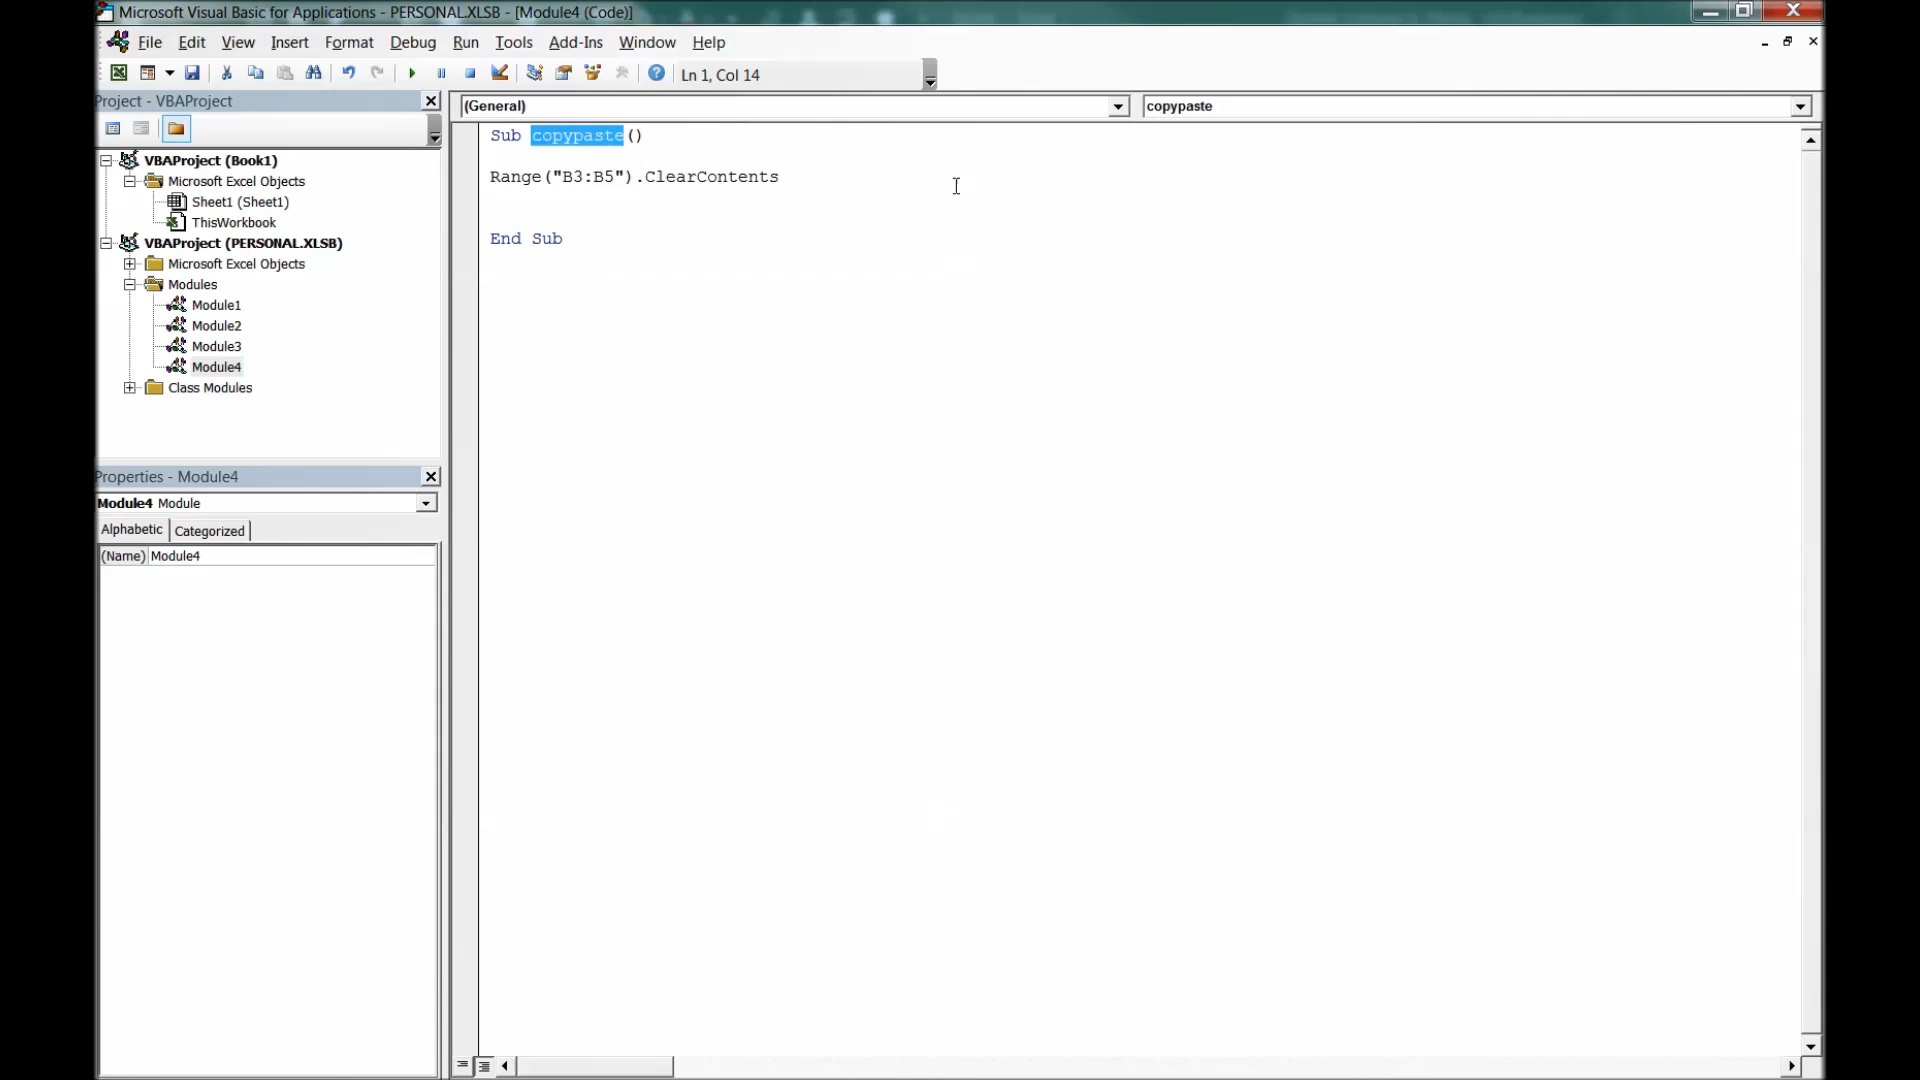 Microsoft Visual Basic for Applications - PERSONAL.XLSB - [Module4 (Code)]
File Edit View Insert Format Debug Run Tools Add-Ins Window Help
Ln 1, Col 14
Project - VBAProject
(General) copypaste
VBAProject (Book1)
Microsoft Excel Objects
Sheet1 (Sheet1)
ThisWorkbook
VBAProject (PERSONAL.XLSB)
Microsoft Excel Objects
Modules
Module1
Module2
Module3
Module4
Class Modules
Properties - Module4
Module4 Module
Alphabetic Categorized
(Name) Module4
Sub copypaste()
Range("B3:B5").ClearContents
End Sub